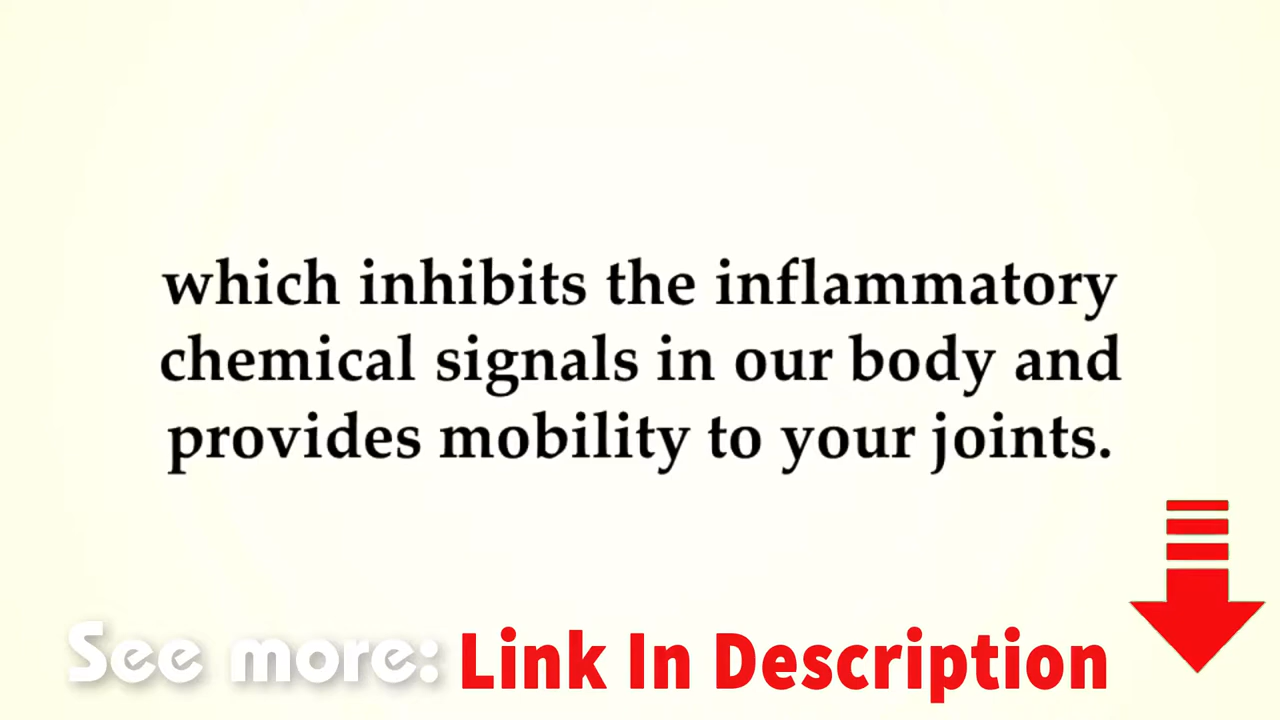 which inhibits the inflammatory
chemical signals in our body and
provides mobility to your joints.
See more: Link In Description